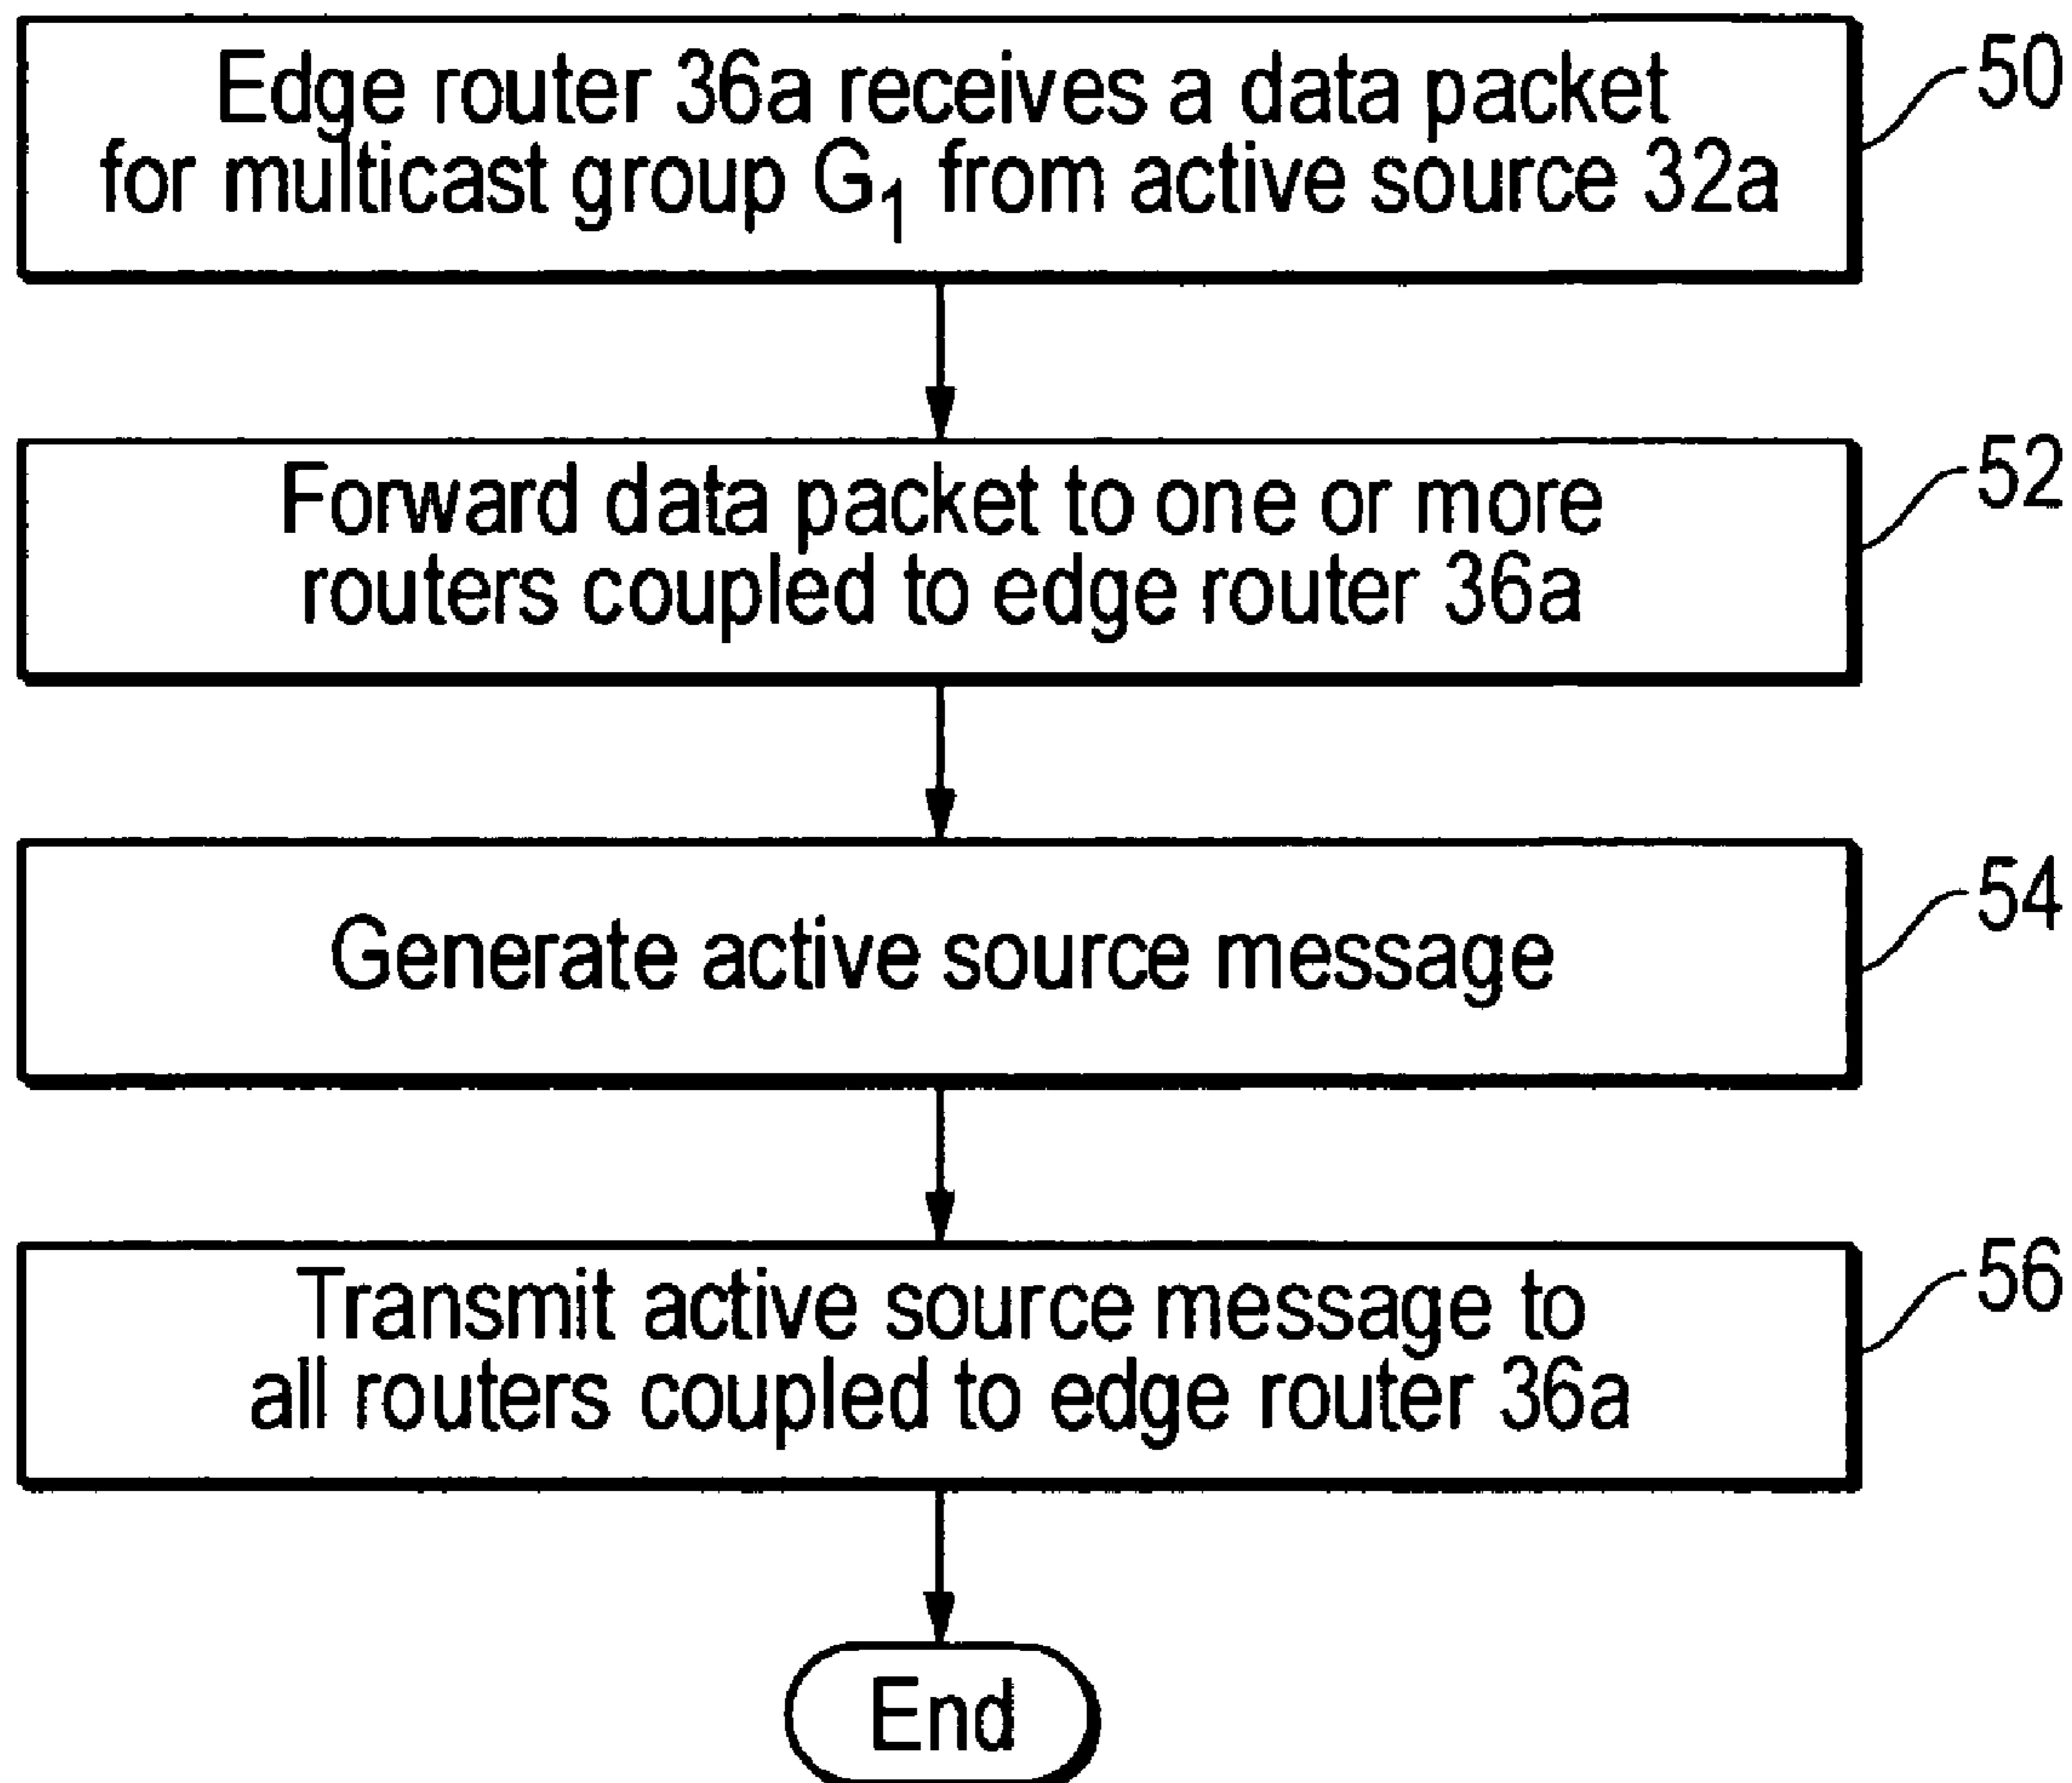 Edge router 36a receives a data packet
for multicast group G₁ from active source 32a
50
Forward data packet to one or more
routers coupled to edge router 36a
52
Generate active source message
54
Transmit active source message to
all routers coupled to edge router 36a
56
End